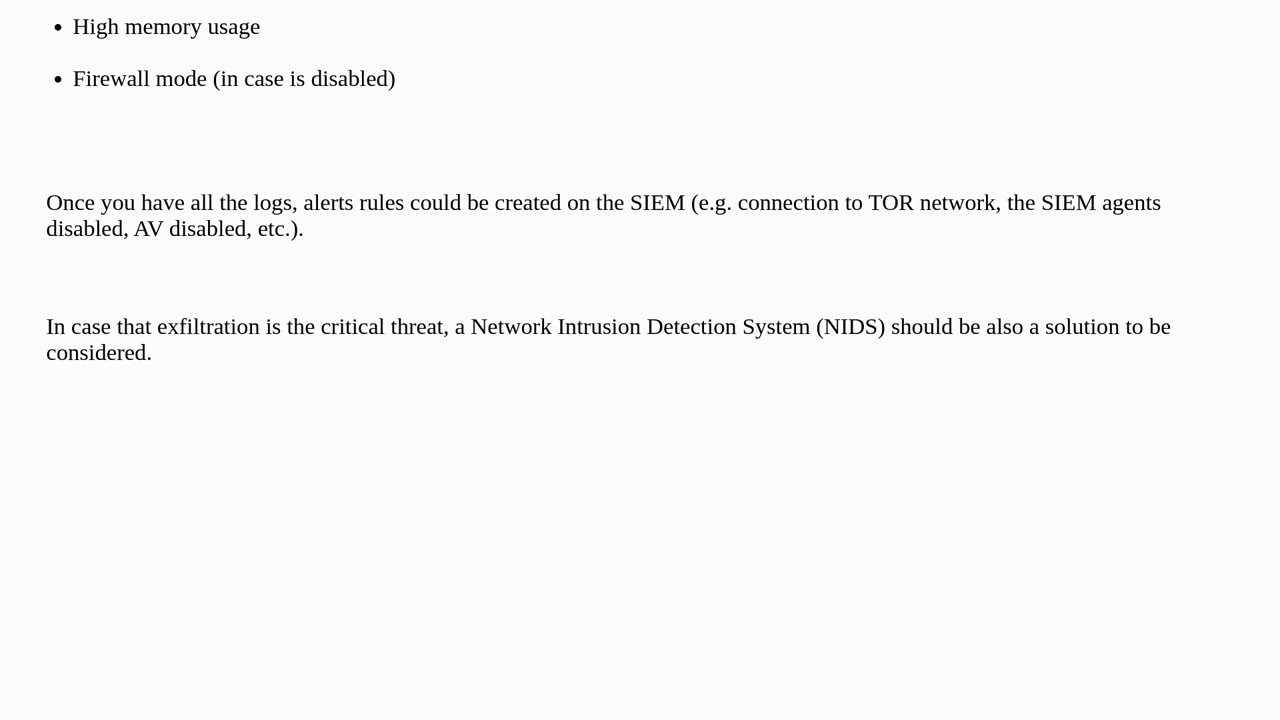 • High memory usage
• Firewall mode (in case is disabled)
Once you have all the logs, alerts rules could be created on the SIEM (e.g. connection to TOR network, the SIEM agents
disabled, AV disabled, etc.).
In case that exfiltration is the critical threat, a Network Intrusion Detection System (NIDS) should be also a solution to be
considered.